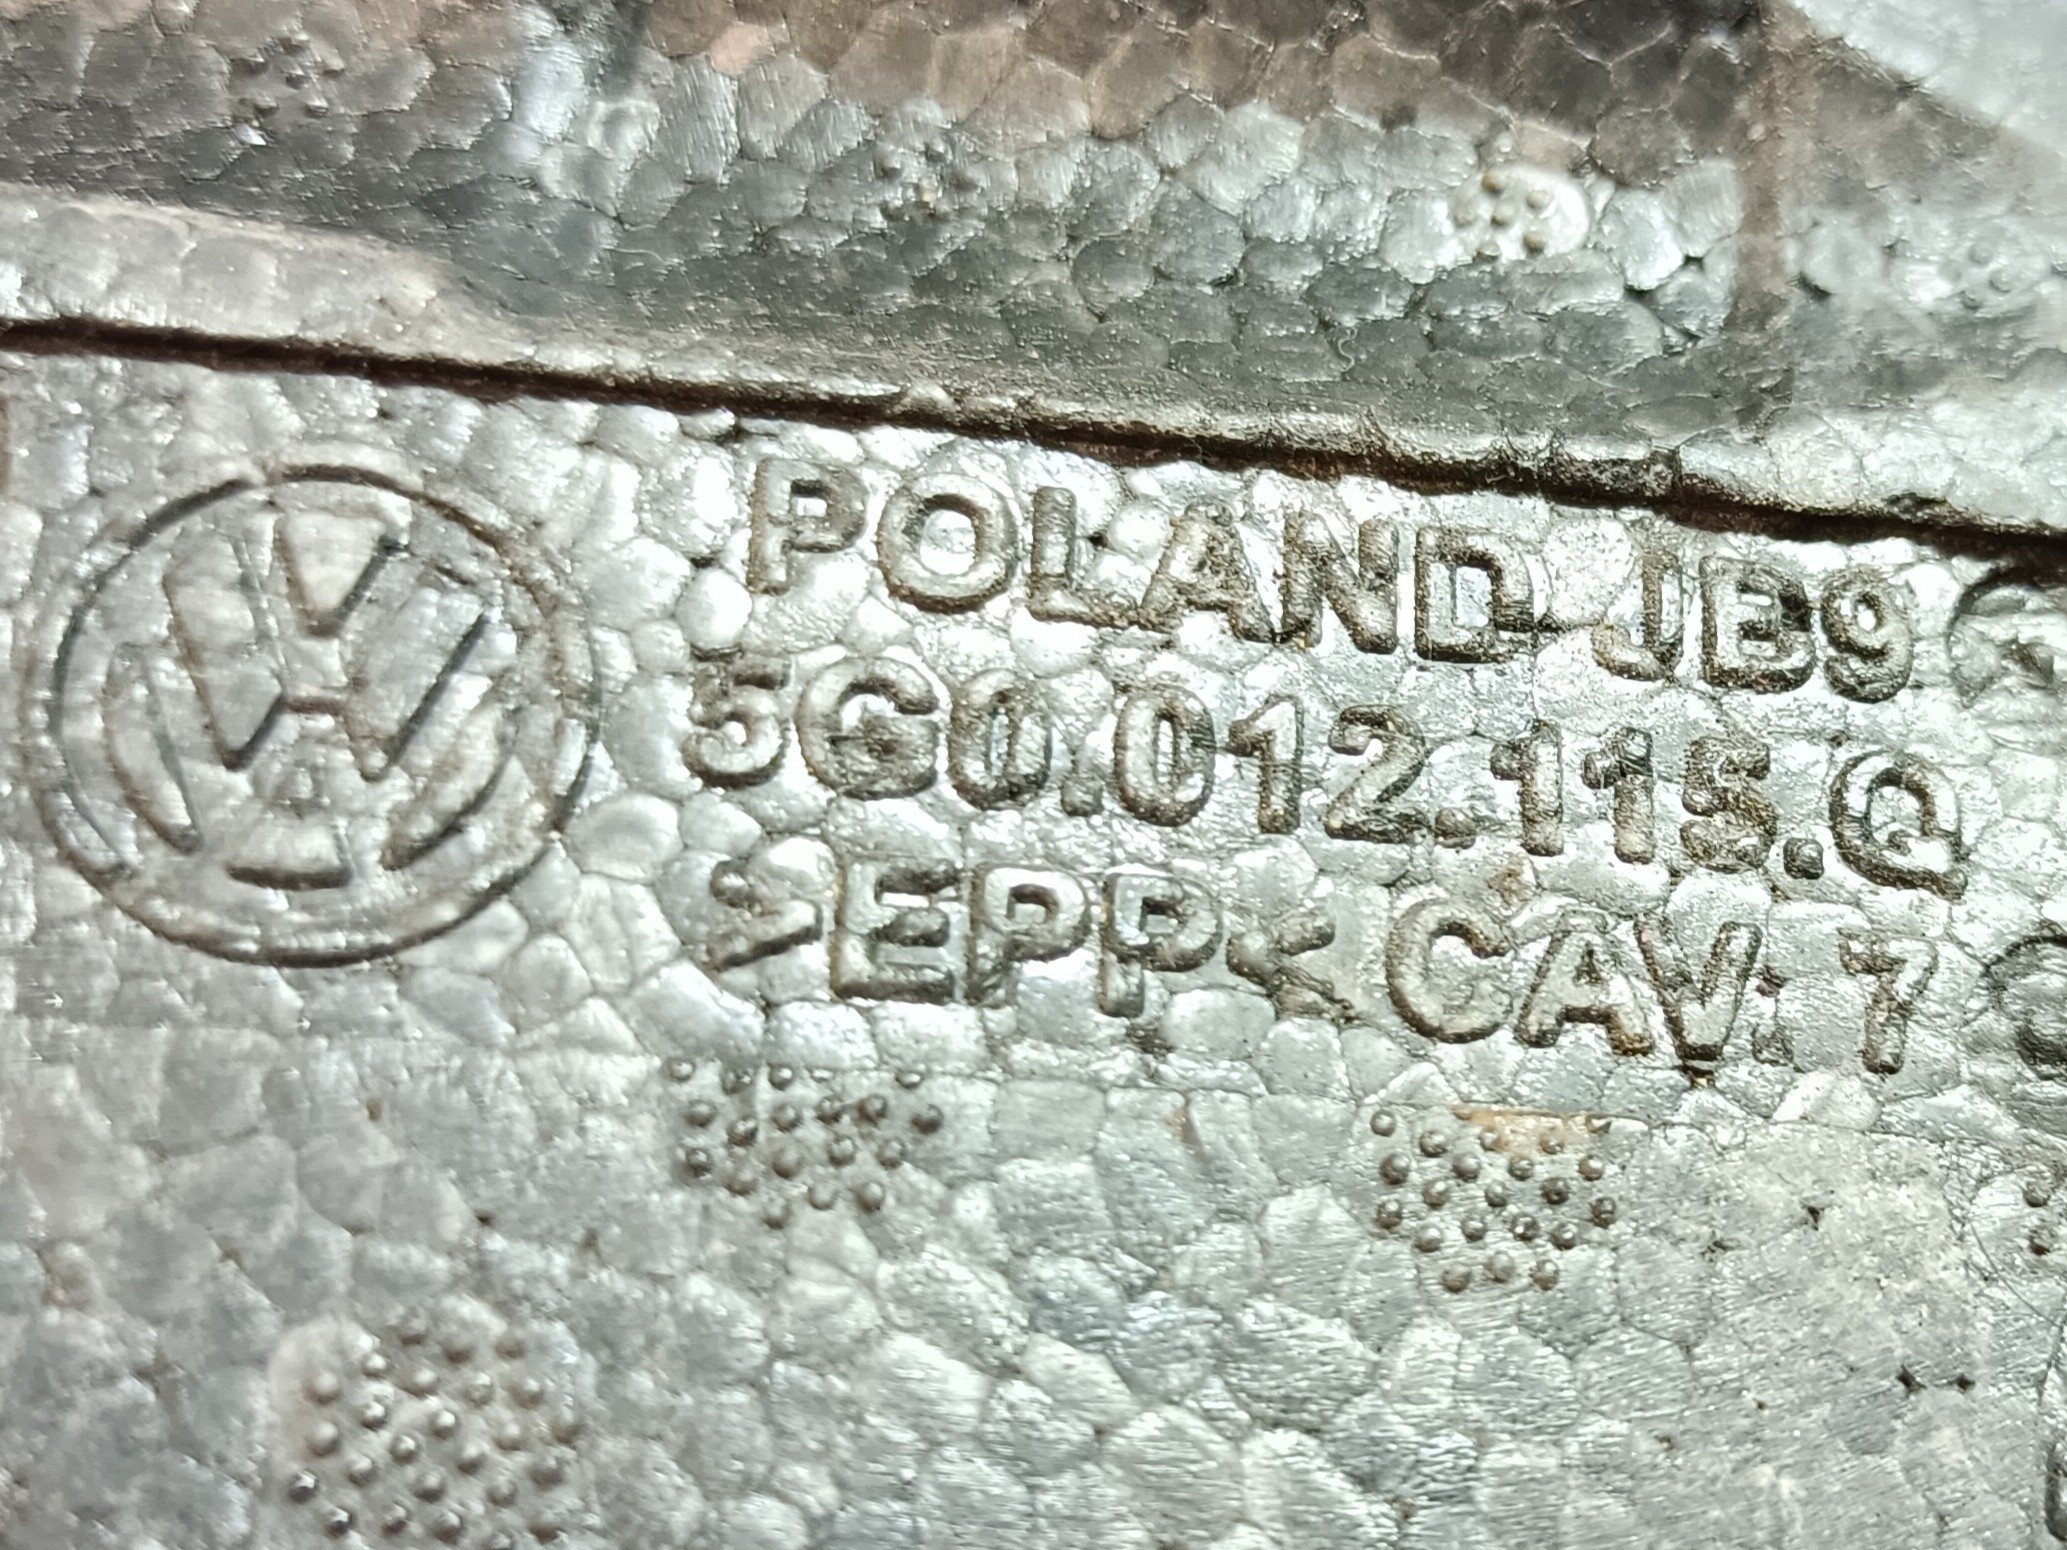 POLAND JB9
5G0.012.115.Q
>EPP< CAV. 7